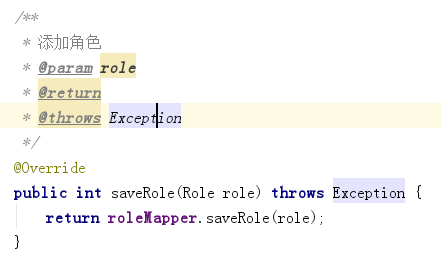 /**
 * 添加角色
 * @param role
 * @return
 * @throws Exception
 */
@Override
public int saveRole(Role role) throws Exception {
    return roleMapper.saveRole(role);
}